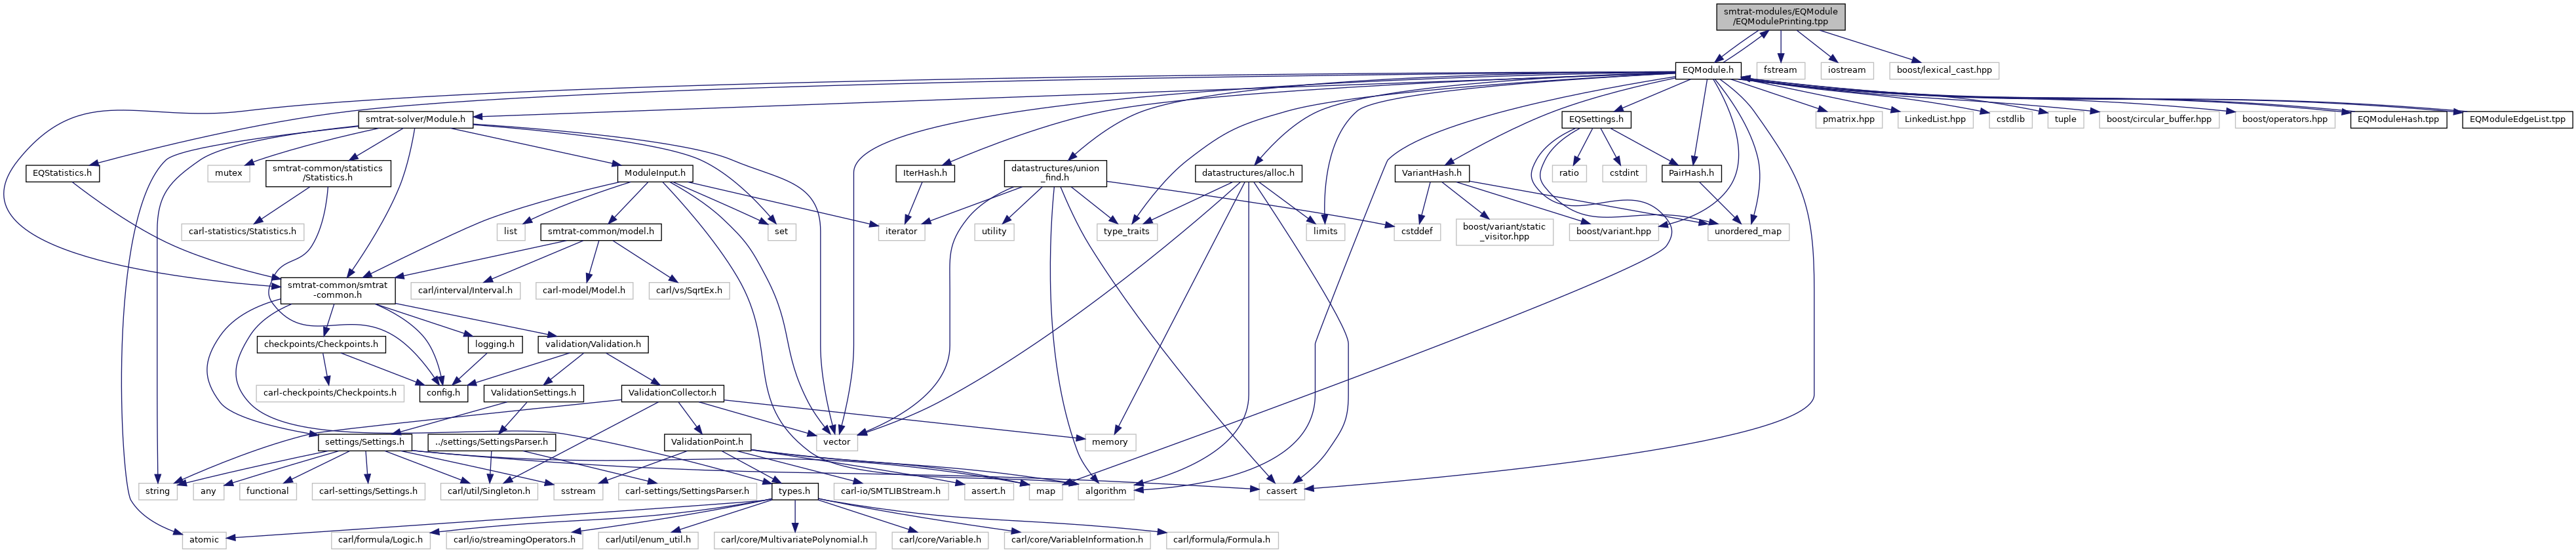 smtrat-modules/EQModule
/EQModulePrinting.tpp
EQModule.h
fstream
iostream
boost/lexical_cast.hpp
smtrat-solver/Module.h
EQSettings.h
pmatrix.hpp
LinkedList.hpp
cstdlib
tuple
boost/circular_buffer.hpp
boost/operators.hpp
EQModuleHash.tpp
EQModuleEdgeList.tpp
EQStatistics.h
mutex
smtrat-common/statistics
/Statistics.h
ModuleInput.h
IterHash.h
datastructures/union
_find.h
datastructures/alloc.h
VariantHash.h
ratio
cstdint
PairHash.h
carl-statistics/Statistics.h
list
smtrat-common/model.h
set
iterator
utility
type_traits
limits
cstddef
boost/variant/static
_visitor.hpp
boost/variant.hpp
unordered_map
smtrat-common/smtrat
-common.h
carl/interval/Interval.h
carl-model/Model.h
carl/vs/SqrtEx.h
checkpoints/Checkpoints.h
logging.h
validation/Validation.h
carl-checkpoints/Checkpoints.h
config.h
ValidationSettings.h
ValidationCollector.h
settings/Settings.h
../settings/SettingsParser.h
ValidationPoint.h
vector
memory
string
any
functional
carl-settings/Settings.h
carl/util/Singleton.h
sstream
carl-settings/SettingsParser.h
types.h
carl-io/SMTLIBStream.h
assert.h
map
algorithm
cassert
atomic
carl/formula/Logic.h
carl/io/streamingOperators.h
carl/util/enum_util.h
carl/core/MultivariatePolynomial.h
carl/core/Variable.h
carl/core/VariableInformation.h
carl/formula/Formula.h